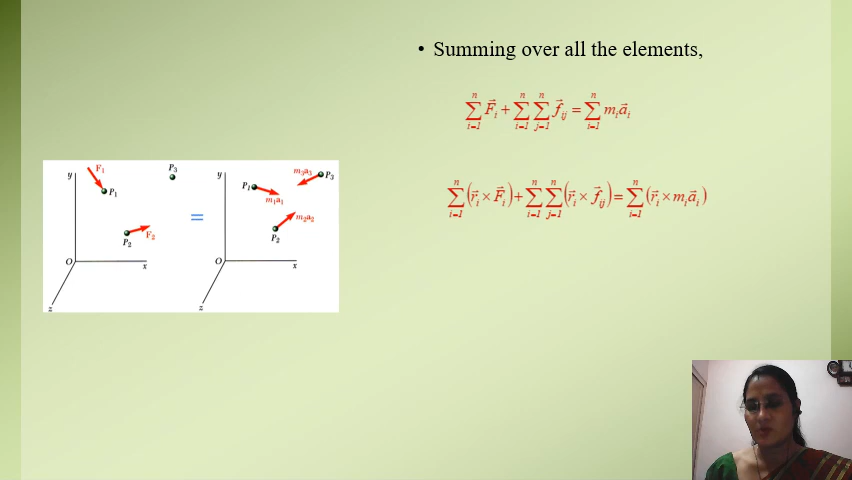 • Summing over all the elements,
∑ᵢ₌₁ⁿ F⃗ᵢ + ∑ᵢ₌₁ⁿ ∑ⱼ₌₁ⁿ f⃗ᵢⱼ = ∑ᵢ₌₁ⁿ mᵢa⃗ᵢ
∑ᵢ₌₁ⁿ (r⃗ᵢ × F⃗ᵢ) + ∑ᵢ₌₁ⁿ ∑ⱼ₌₁ⁿ (r⃗ᵢ × f⃗ᵢⱼ) = ∑ᵢ₌₁ⁿ (r⃗ᵢ × mᵢa⃗ᵢ)
y
F₁
P₁
P₃
P₂
F₂
O
x
z
=
y
P₁
m₁a₁
m₃a₃
P₃
m₂a₂
P₂
O
x
z